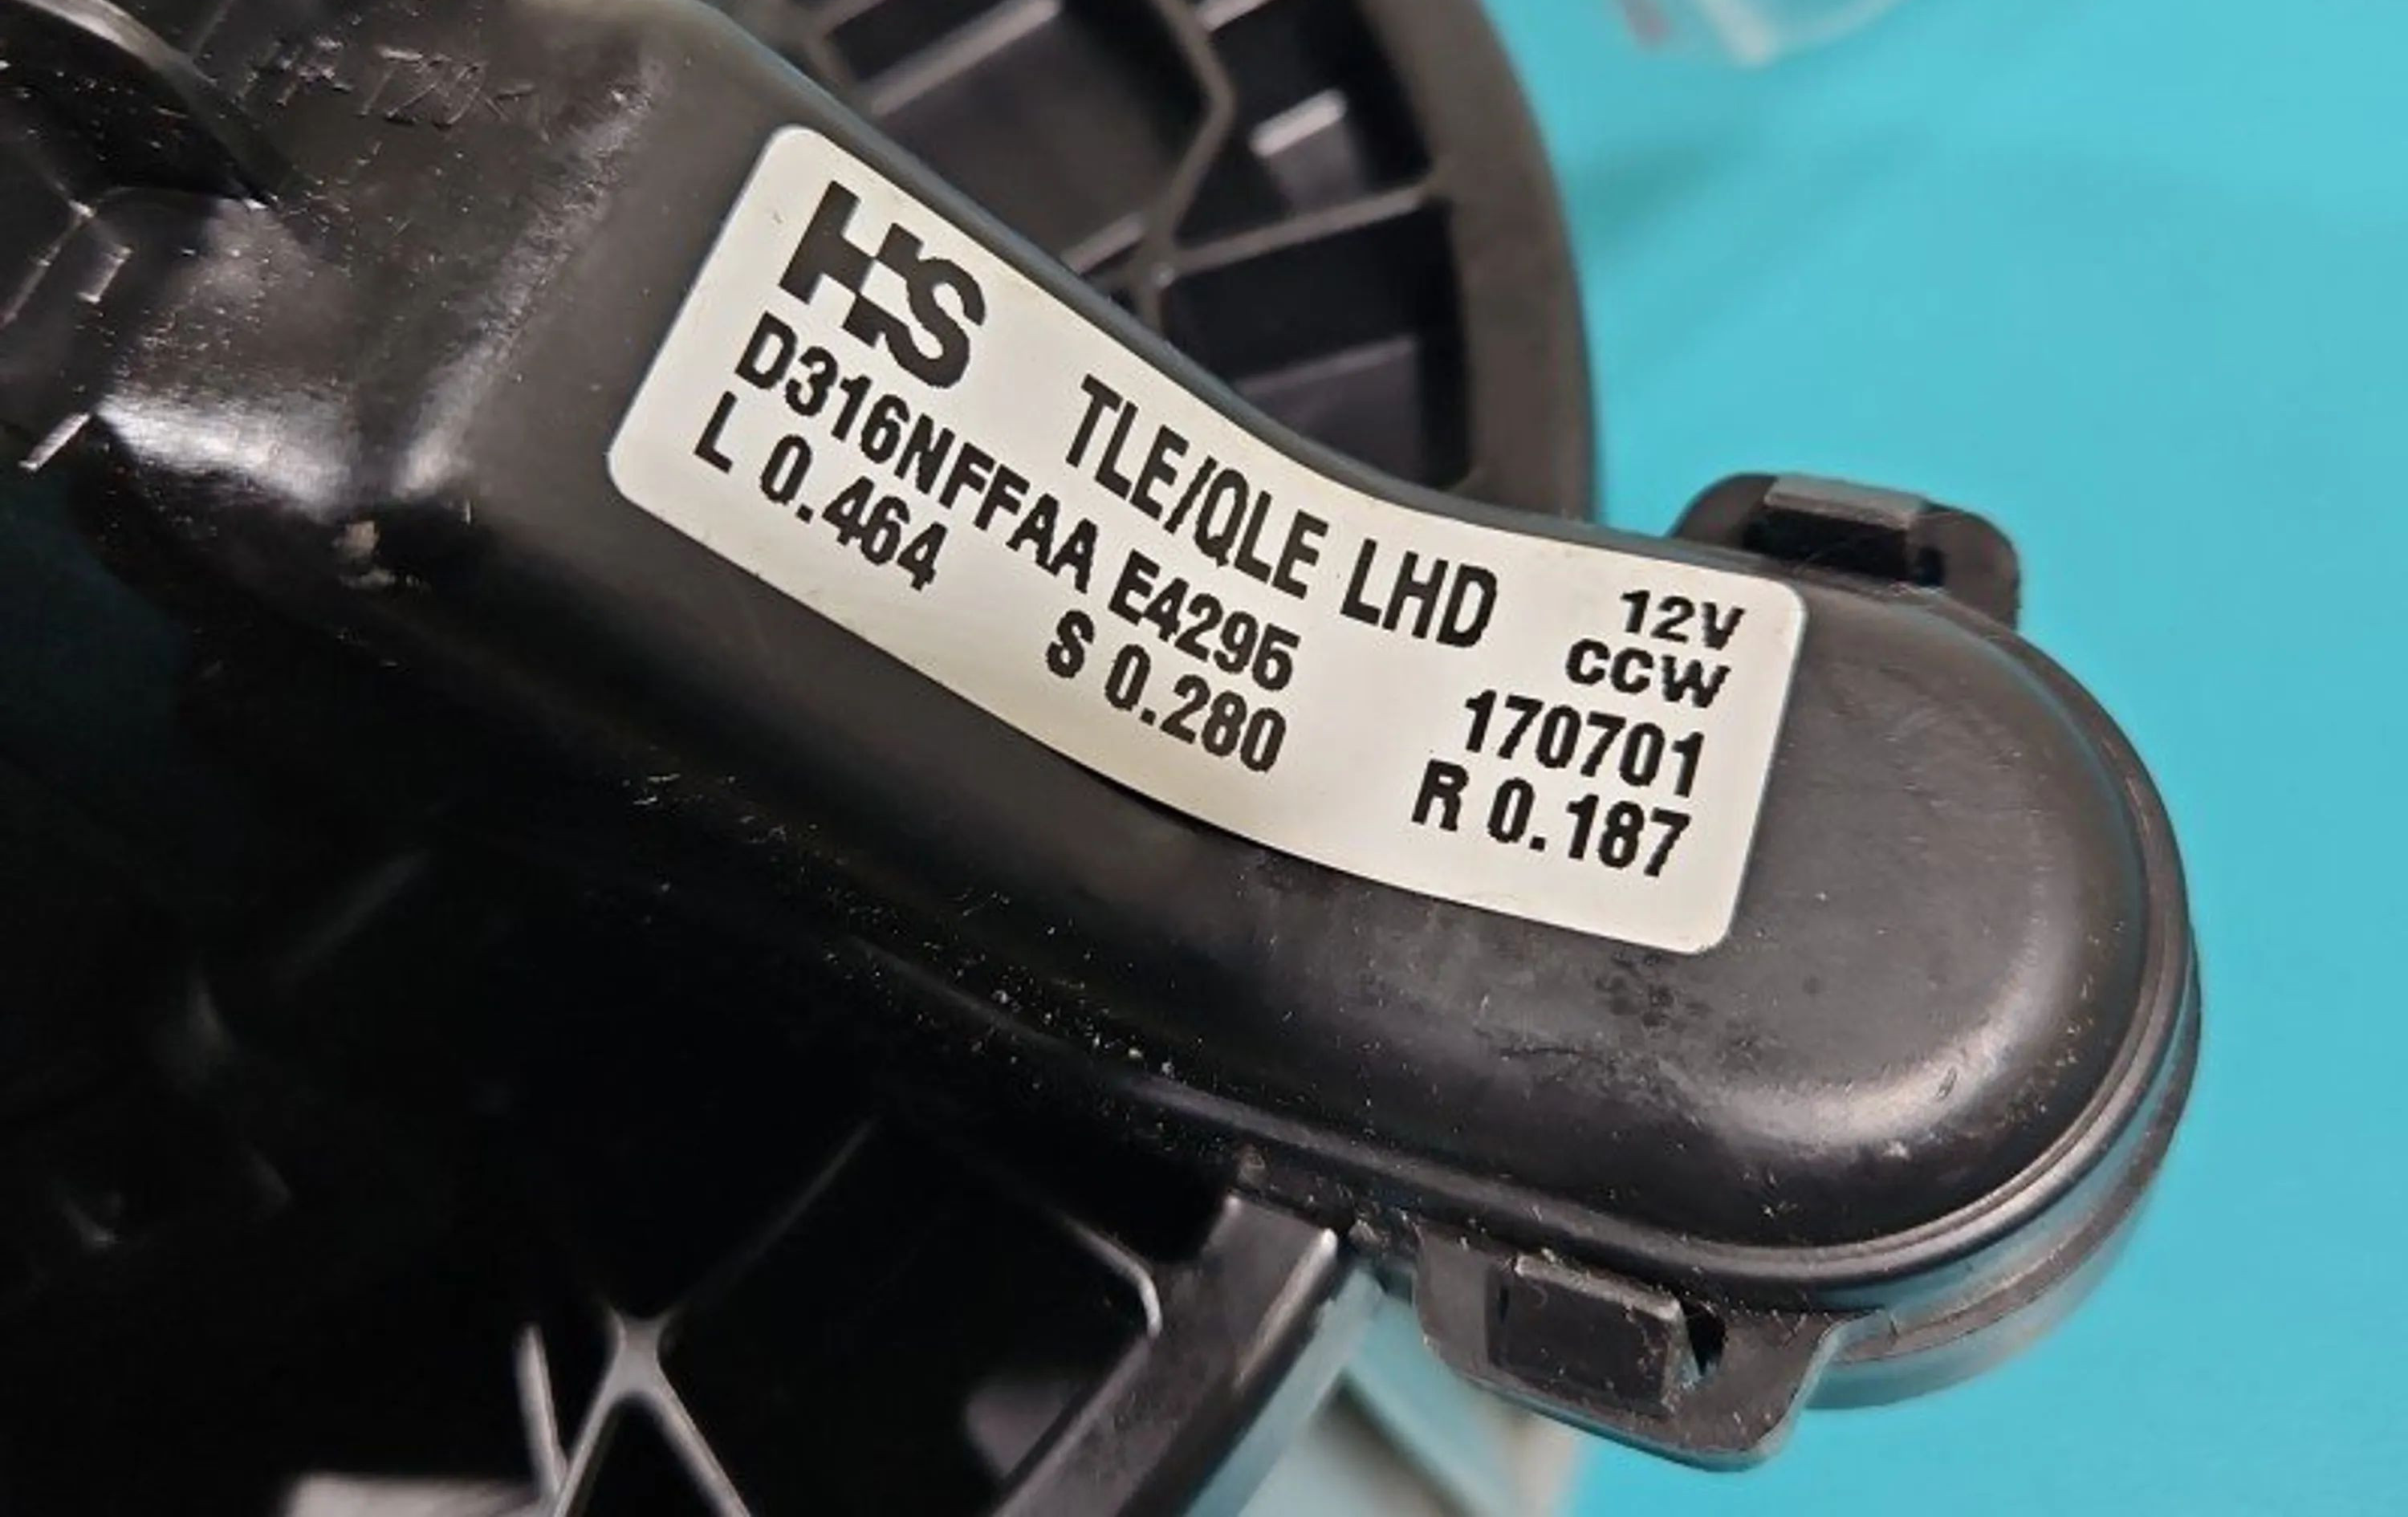 HS TLE/QLE LHD 12V
CCW
D316NFFAA E4295 170701
L 0.464 S 0.280 R 0.187